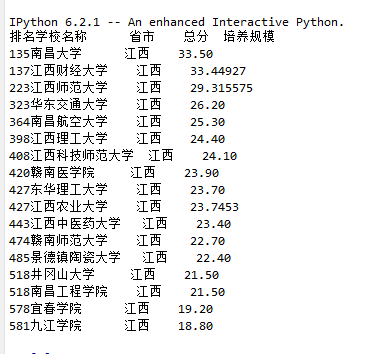 IPython 6.2.1 -- An enhanced Interactive Python.
排名学校名称 省市 总分 培养规模
135南昌大学 江西 33.50
137江西财经大学 江西 33.44927
223江西师范大学 江西 29.315575
323华东交通大学 江西 26.20
364南昌航空大学 江西 25.30
398江西理工大学 江西 24.40
408江西科技师范大学 江西 24.10
420赣南医学院 江西 23.90
427东华理工大学 江西 23.70
427江西农业大学 江西 23.7453
443江西中医药大学 江西 23.40
474赣南师范大学 江西 22.70
485景德镇陶瓷大学 江西 22.40
518井冈山大学 江西 21.50
518南昌工程学院 江西 21.50
578宜春学院 江西 19.20
581九江学院 江西 18.80